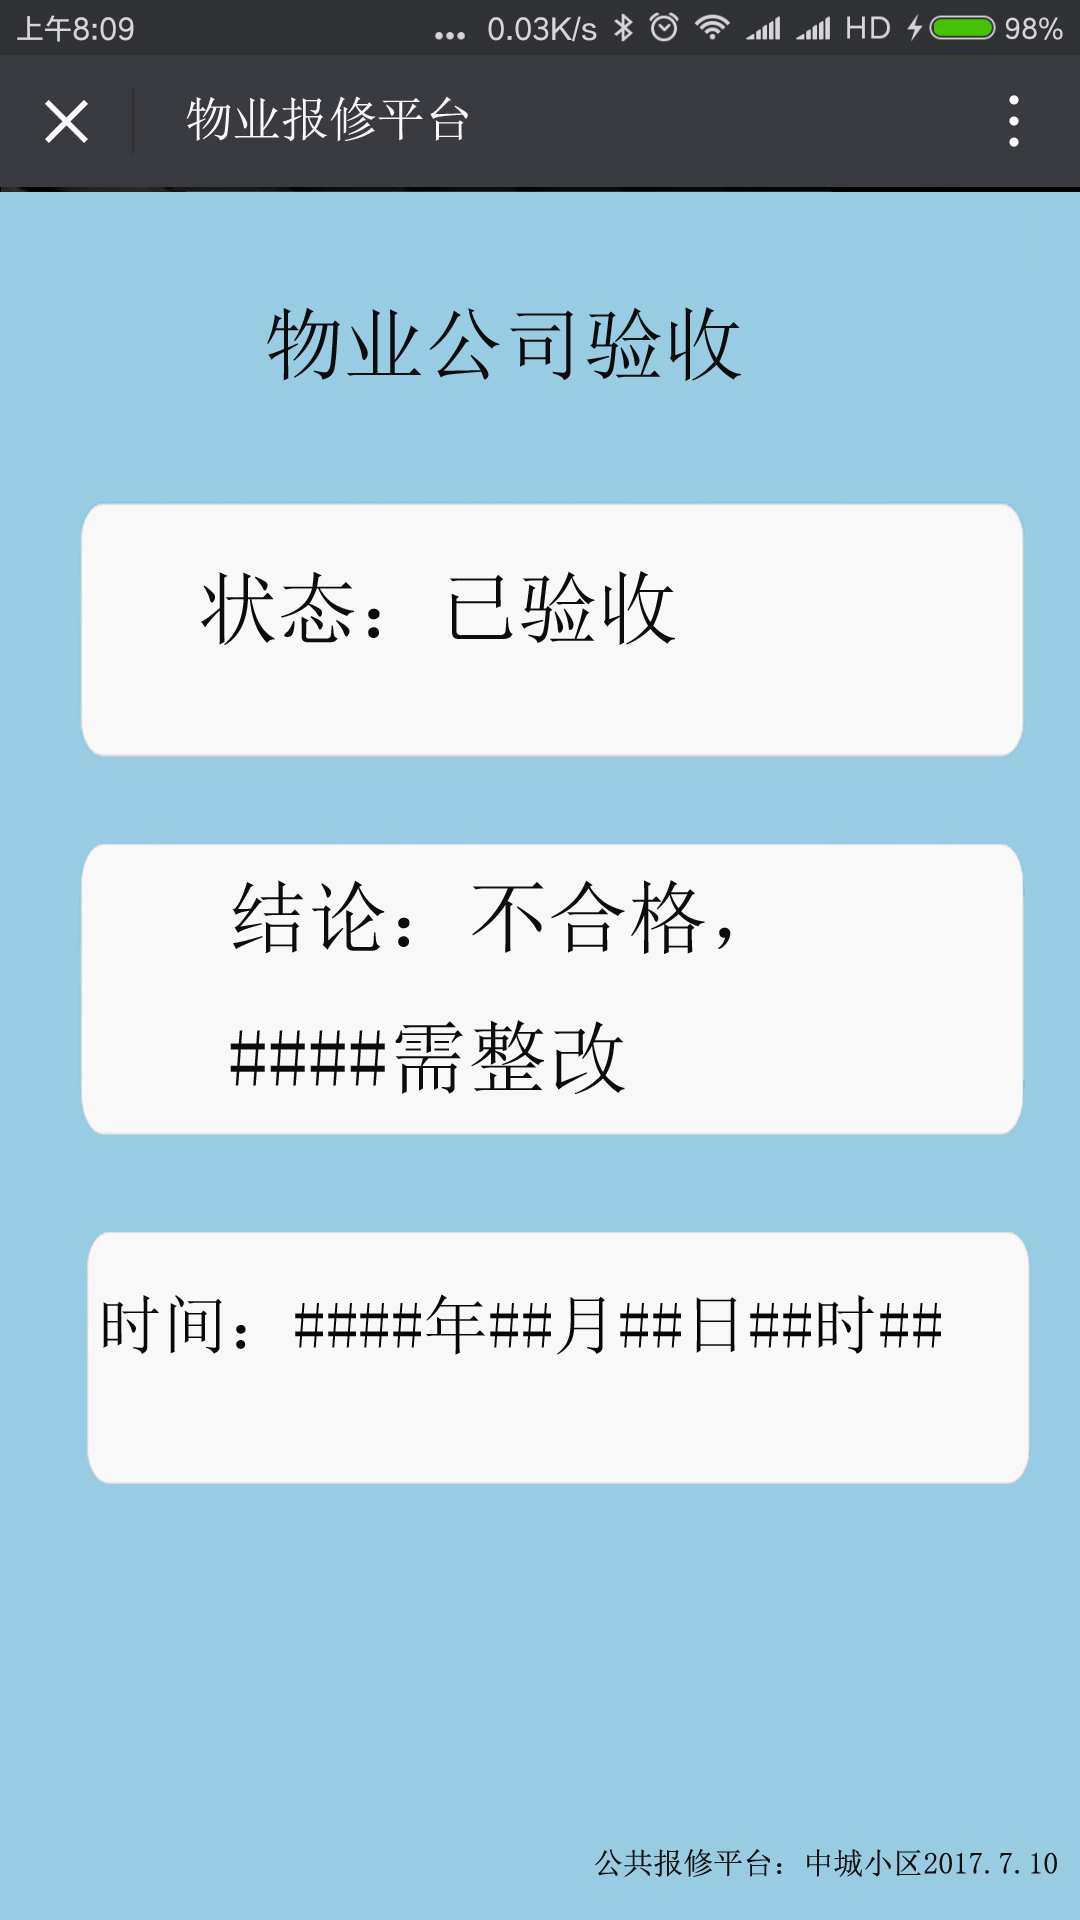 上午8:09 ... 0.03K/s HD 98%
物业报修平台
物业公司验收
状态：已验收
结论：不合格，
####需整改
时间：####年##月##日##时##
公共报修平台：中城小区2017.7.10